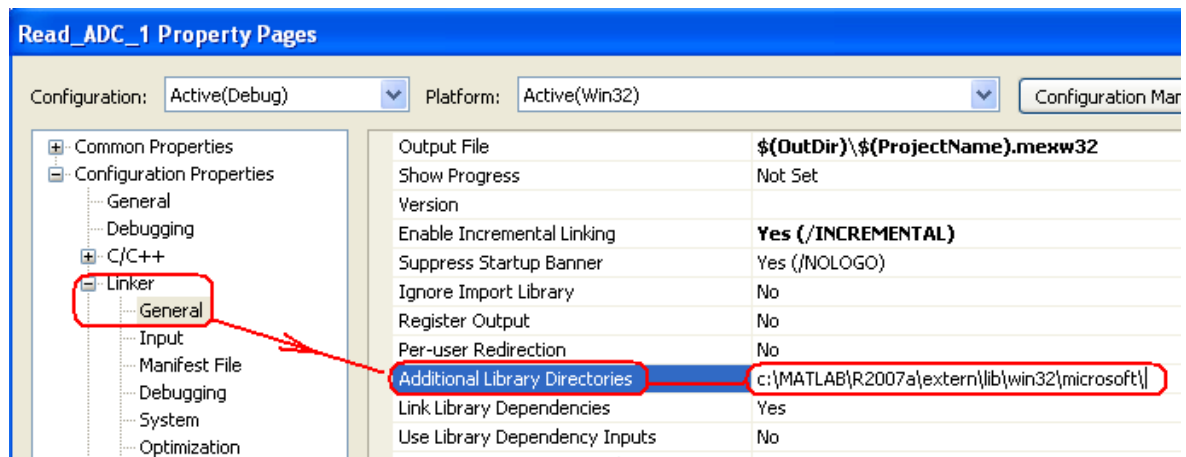 Read_ADC_1 Property Pages
Configuration: Active(Debug) Platform: Active(Win32) Configuration Mar
Common Properties
Configuration Properties
General
Debugging
C/C++
Linker
General
Input
Manifest File
Debugging
System
Optimization
Output File $(OutDir)\$(ProjectName).mexw32
Show Progress Not Set
Version
Enable Incremental Linking Yes (/INCREMENTAL)
Suppress Startup Banner Yes (/NOLOGO)
Ignore Import Library No
Register Output No
Per-user Redirection No
Additional Library Directories c:\MATLAB\R2007a\extern\lib\win32\microsoft\
Link Library Dependencies Yes
Use Library Dependency Inputs No